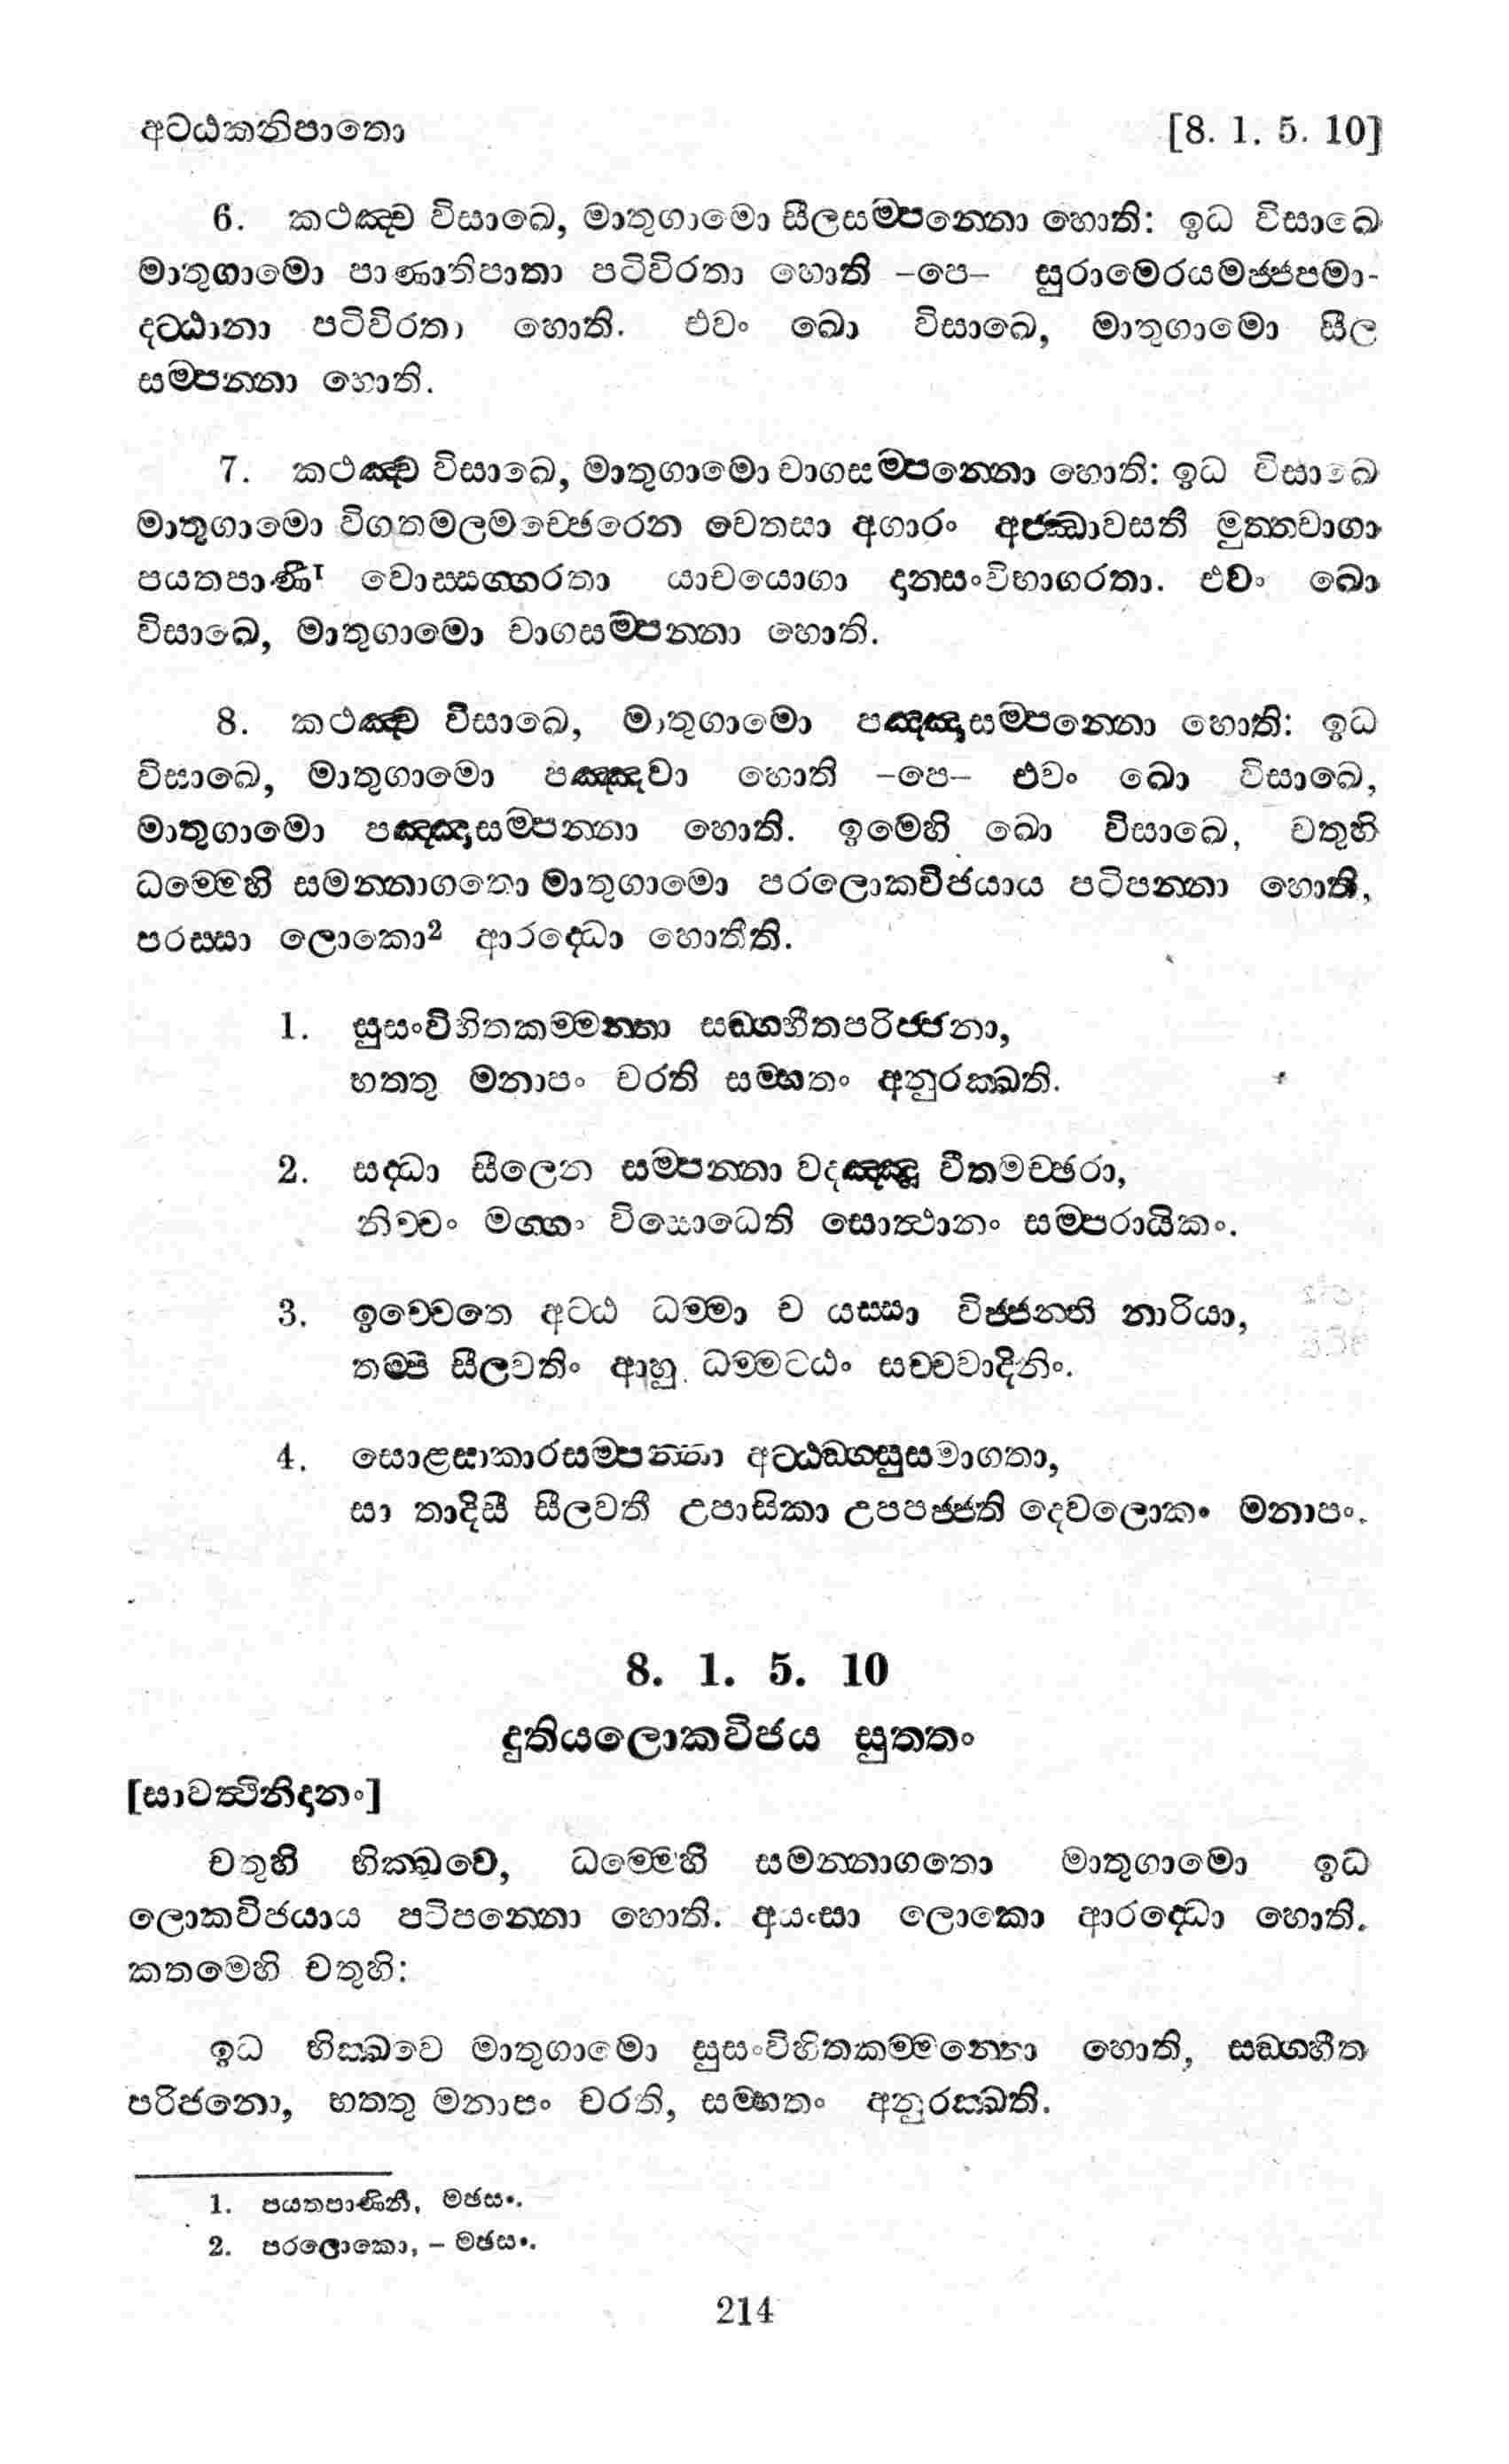 අට්ඨකනිපාතො [8. 1. 5. 10]
6. කථඤ්ච විසාඛෙ, මාතුගාමො සීලසම්පන්නො හොති: ඉධ විසාඛෙ
මාතුගාමො පාණාතිපාතා පටිවිරතා හොති –පෙ– සුරාමෙරයමජ්ජපමා-
දට්ඨානා පටිවිරතා හොති. එවං ඛො විසාඛෙ, මාතුගාමො සීල
සම්පන්නා හොති.
7. කථඤ්ච විසාඛෙ, මාතුගාමො චාගසම්පන්නො හොති: ඉධ විසාඛෙ
මාතුගාමො විගතමලමච්ඡෙරෙන චෙතසා අගාරං අජ්ඣාවසති මුත්තචාගා
පයතපාණී¹ වොස්සග්ගරතා යාචයොගා දානසංවිභාගරතා. එවං ඛො
විසාඛෙ, මාතුගාමො චාගසම්පන්නා හොති.
8. කථඤ්ච විසාඛෙ, මාතුගාමො පඤ්ඤාසම්පන්නො හොති: ඉධ
විසාඛෙ, මාතුගාමො පඤ්ඤවා හොති –පෙ– එවං ඛො විසාඛෙ,
මාතුගාමො පඤ්ඤාසම්පන්නා හොති. ඉමෙහි ඛො විසාඛෙ, චතුහි
ධම්මෙහි සමන්නාගතො මාතුගාමො පරලොකවිජයාය පටිපන්නා හොති,
පරස්සා ලොකො² ආරද්ධො හොතීති.
1. සුසංවිහිතකම්මන්තා සඞ්ගහීතපරිජ්ජනා,
භත්තු මනාපං චරති සම්භතං අනුරක්ඛති.
2. සද්ධා සීලෙන සම්පන්නා වදඤ්ඤූ වීතමච්ඡරා,
නිච්චං මග්ගං විසොධෙති සොත්ථානං සම්පරායිකං.
3. ඉච්චෙතෙ අට්ඨ ධම්මා ච යස්සා විජ්ජන්ති නාරියා,
තම්පි සීලවතිං ආහු ධම්මට්ඨං සච්චවාදිනිං.
4. සොළසාකාරසම්පන්නා අට්ඨඞ්ගසුසමාගතා,
සා තාදිසී සීලවතී උපාසිකා උපපජ්ජති දෙවලොකං මනාපං.
8. 1. 5. 10
දුතියලොකවිජය සුත්තං
[සාවත්ථිනිදානං]
චතුහි භික්ඛවෙ, ධම්මෙහි සමන්නාගතො මාතුගාමො ඉධ
ලොකවිජයාය පටිපන්නො හොති. අයංසා ලොකො ආරද්ධො හොති.
කතමෙහි චතුහි:
ඉධ භික්ඛවෙ මාතුගාමො සුසංවිහිතකම්මන්තො හොති, සඞ්ගහීත
පරිජනො, භත්තු මනාපං චරති, සම්භතං අනුරක්ඛති.
1. පයතපාණිනී, මඡසං.
2. පරලොකො, – මඡසං.
214